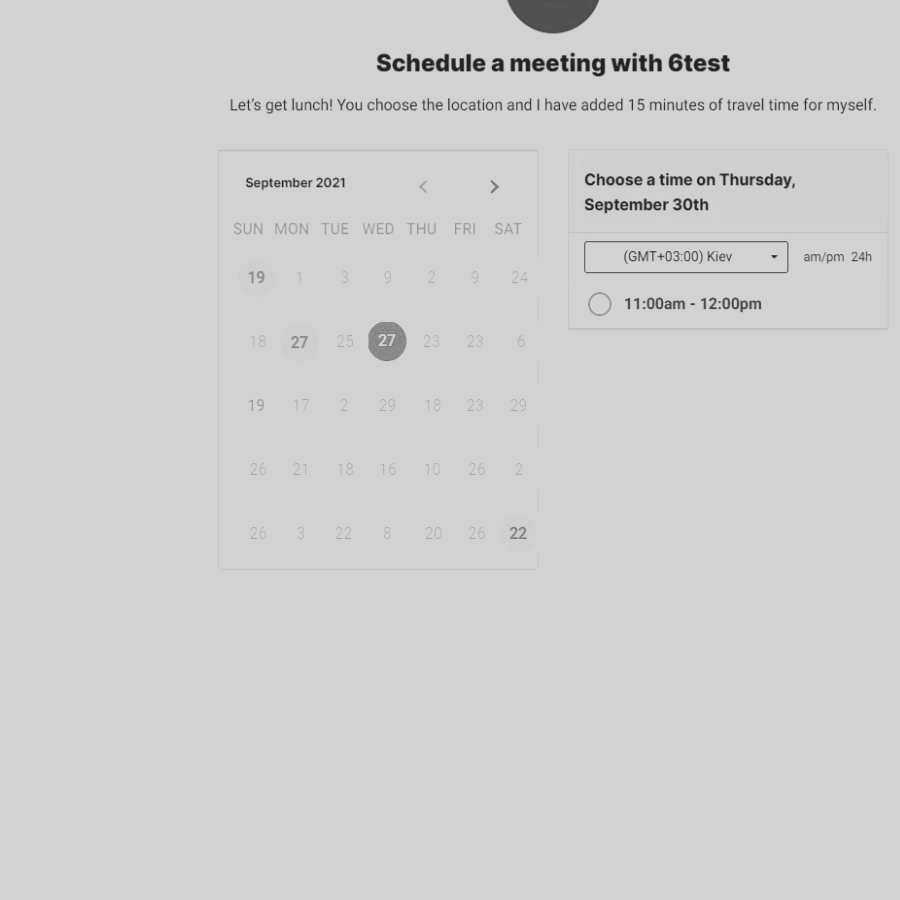 Schedule a meeting with 6test
Let's get lunch! You choose the location and I have added 15 minutes of travel time for myself.
September 2021
SUN MON TUE WED THU FRI SAT
19 1 3 9 2 9 24
18 27 25 27 23 23 6
19 17 2 29 18 23 29
26 21 18 16 10 26 2
26 3 22 8 20 26 22
Choose a time on Thursday,
September 30th
(GMT+03:00) Kiev am/pm 24h
11:00am - 12:00pm